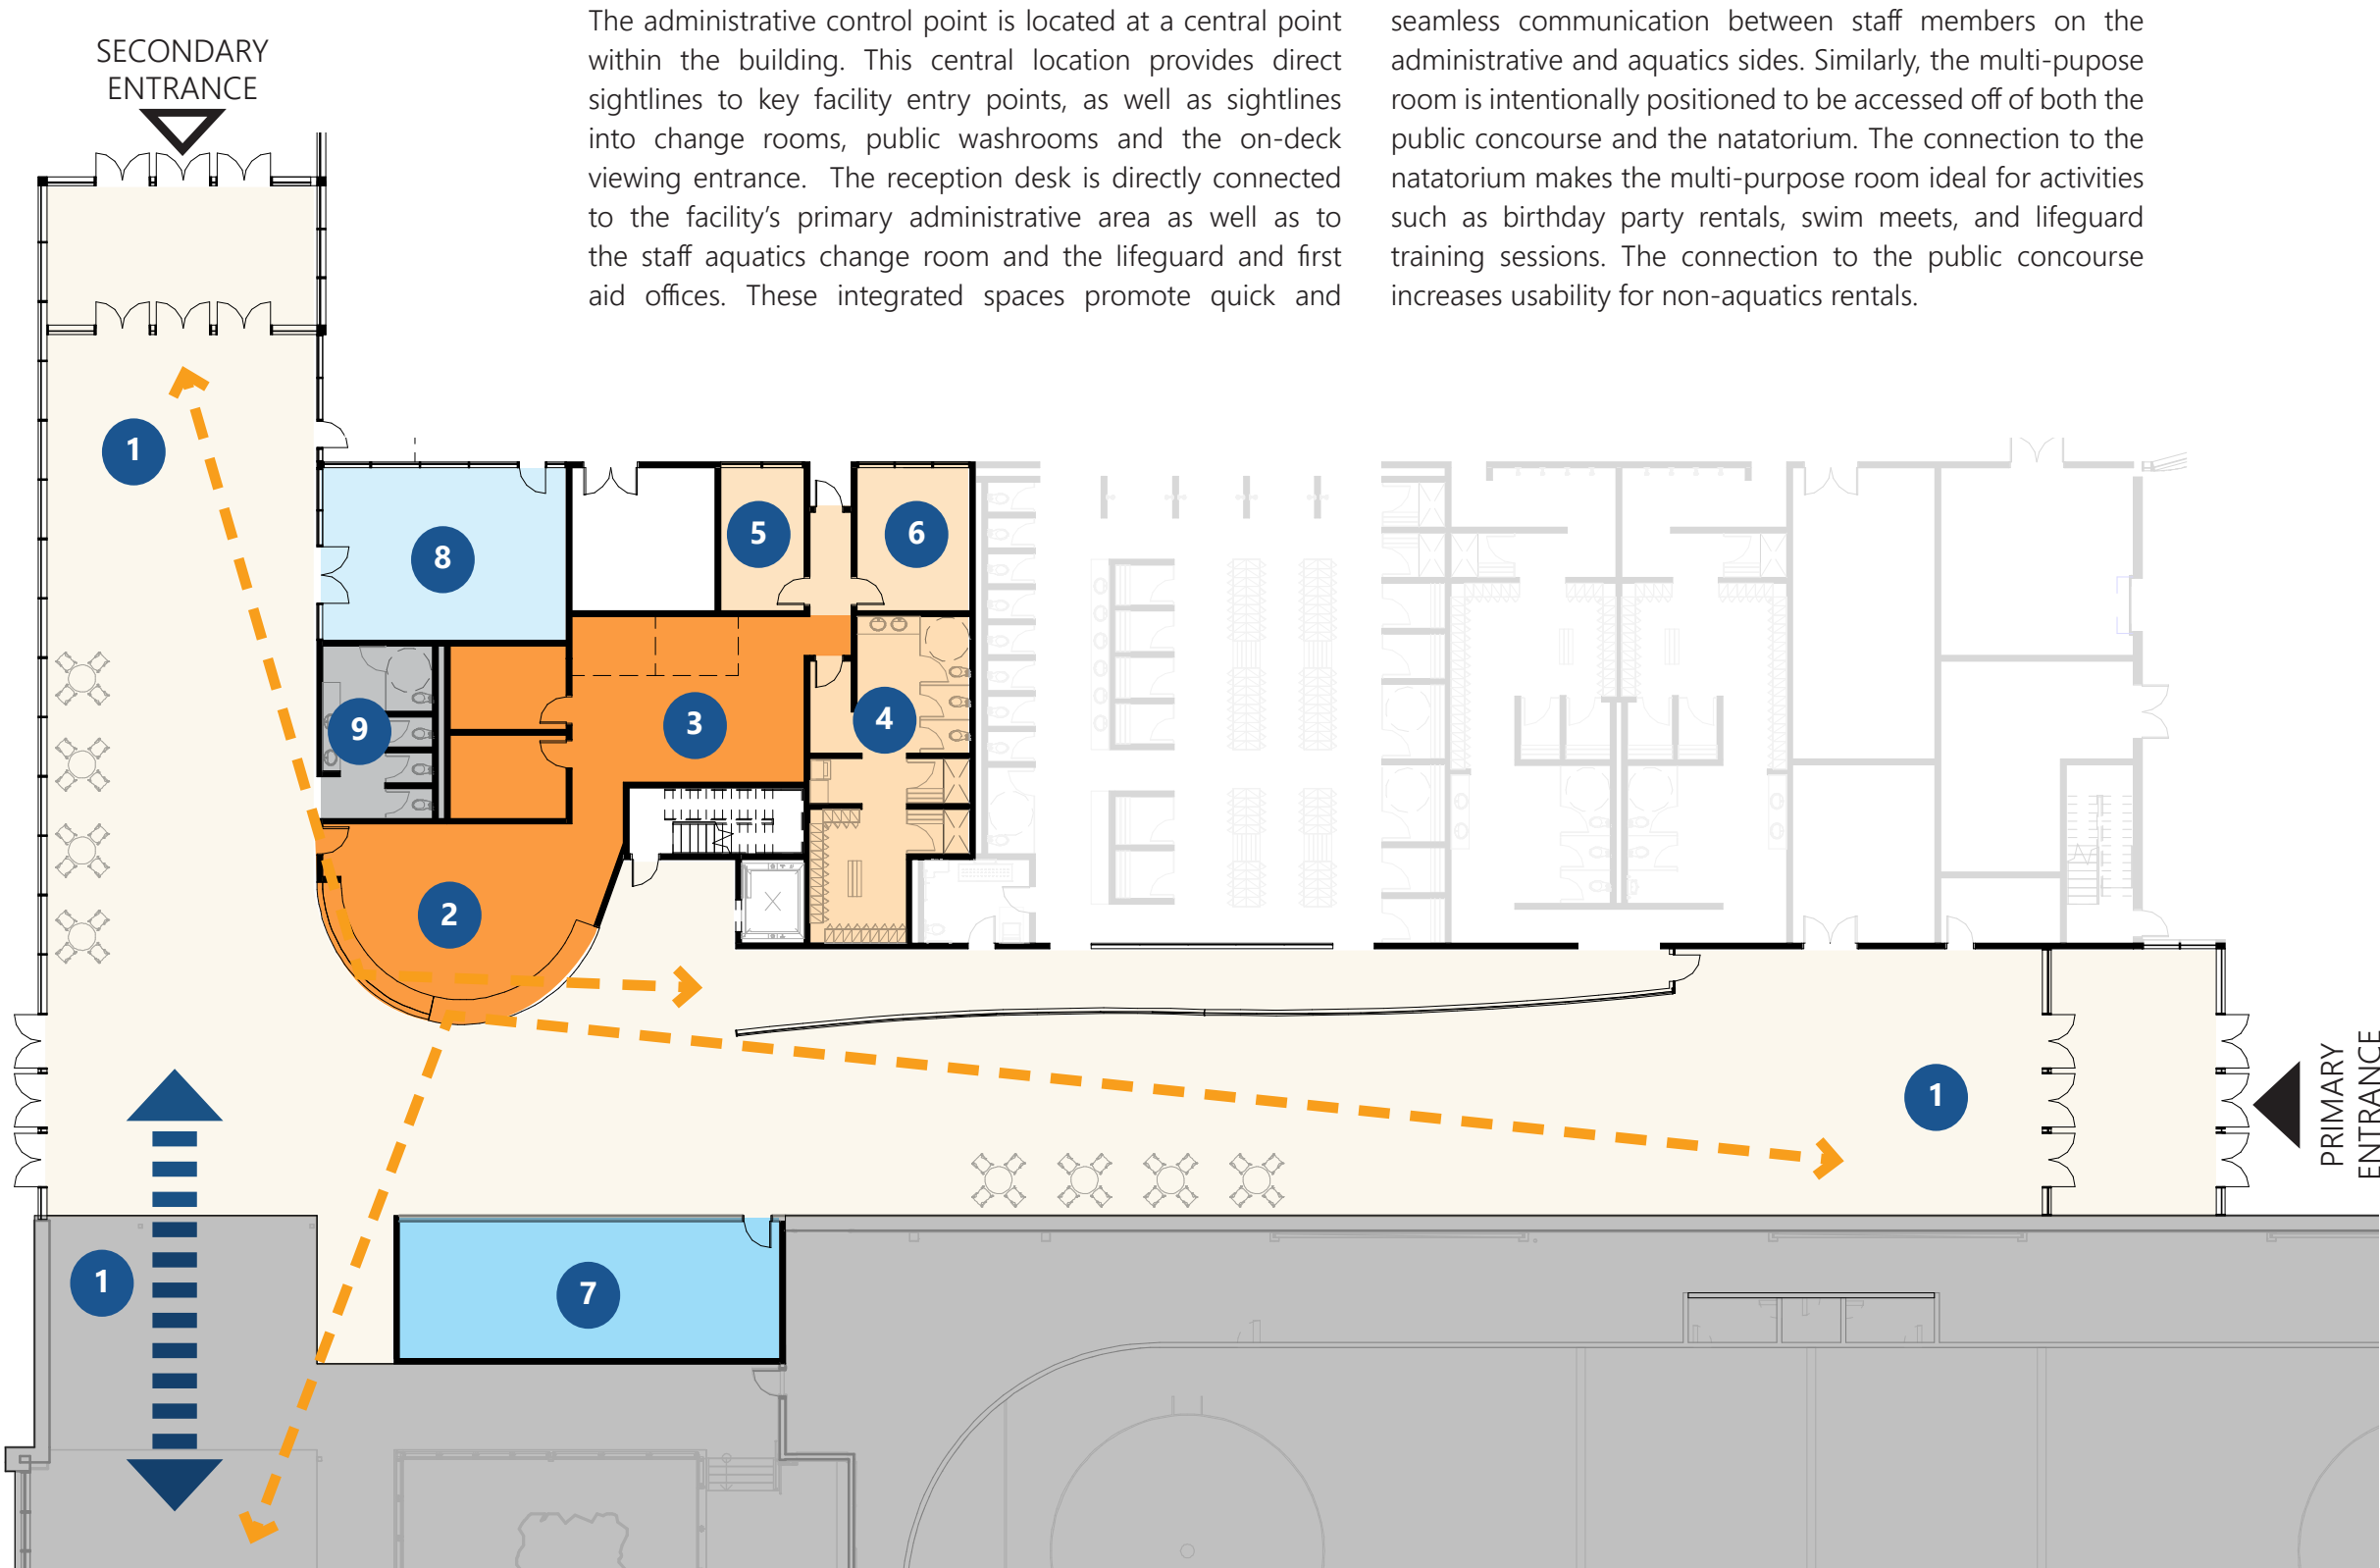 The administrative control point is located at a central point
within the building. This central location provides direct
sightlines to key facility entry points, as well as sightlines
into change rooms, public washrooms and the on-deck
viewing entrance. The reception desk is directly connected
to the facility's primary administrative area as well as to
the staff aquatics change room and the lifeguard and first
aid offices. These integrated spaces promote quick and
seamless communication between staff members on the
administrative and aquatics sides. Similarly, the multi-pupose
room is intentionally positioned to be accessed off of both the
public concourse and the natatorium. The connection to the
natatorium makes the multi-purpose room ideal for activities
such as birthday party rentals, swim meets, and lifeguard
training sessions. The connection to the public concourse
increases usability for non-aquatics rentals.
SECONDARY
ENTRANCE
1
8
5
6
9
3
4
2
1
PRIMARY
ENTRANCE
1
7